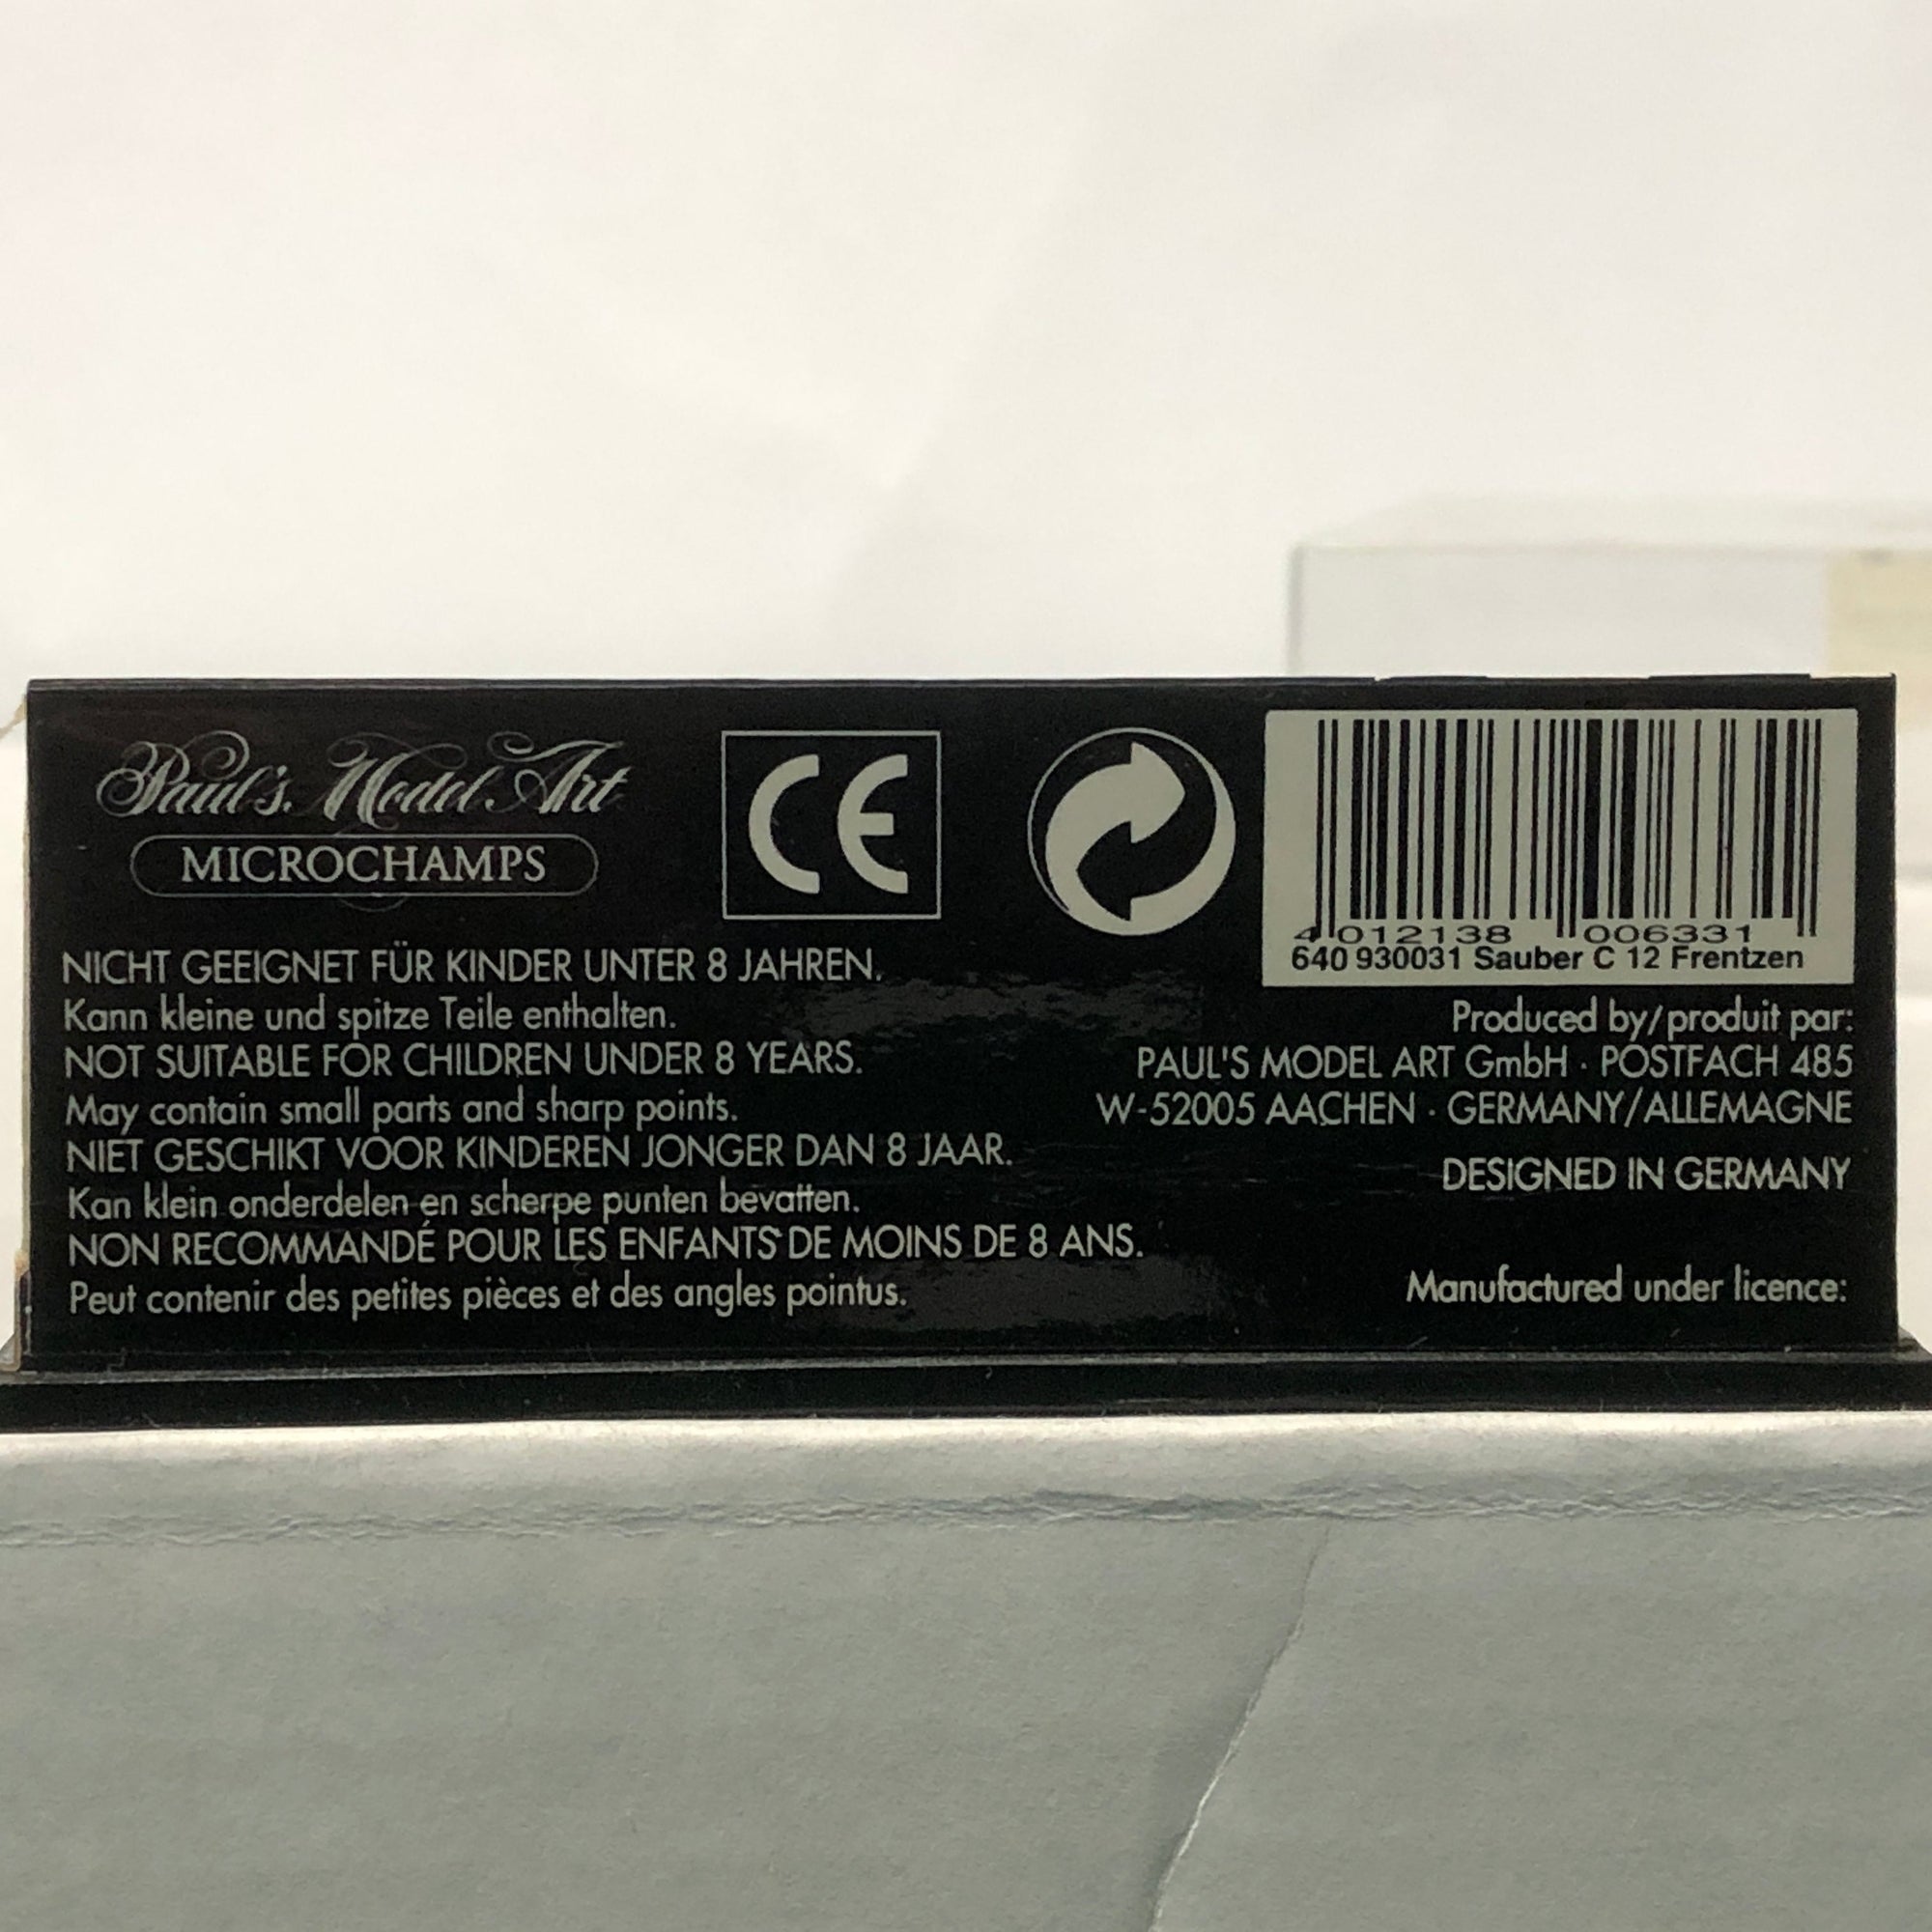 Paul's Model Art
MICROCHAMPS
CE
NICHT GEEIGNET FÜR KINDER UNTER 8 JAHREN.
Kann kleine und spitze Teile enthalten.
NOT SUITABLE FOR CHILDREN UNDER 8 YEARS.
May contain small parts and sharp points.
NIET GESCHIKT VOOR KINDEREN JONGER DAN 8 JAAR.
Kan klein onderdelen en scherpe punten bevatten.
NON RECOMMANDÉ POUR LES ENFANTS DE MOINS DE 8 ANS.
Peut contenir des petites pièces et des angles pointus.
4 012138 006331
640 930031 Sauber C 12 Frentzen
Produced by/produit par:
PAUL'S MODEL ART GmbH · POSTFACH 485
W-52005 AACHEN · GERMANY/ALLEMAGNE
DESIGNED IN GERMANY
Manufactured under licence: